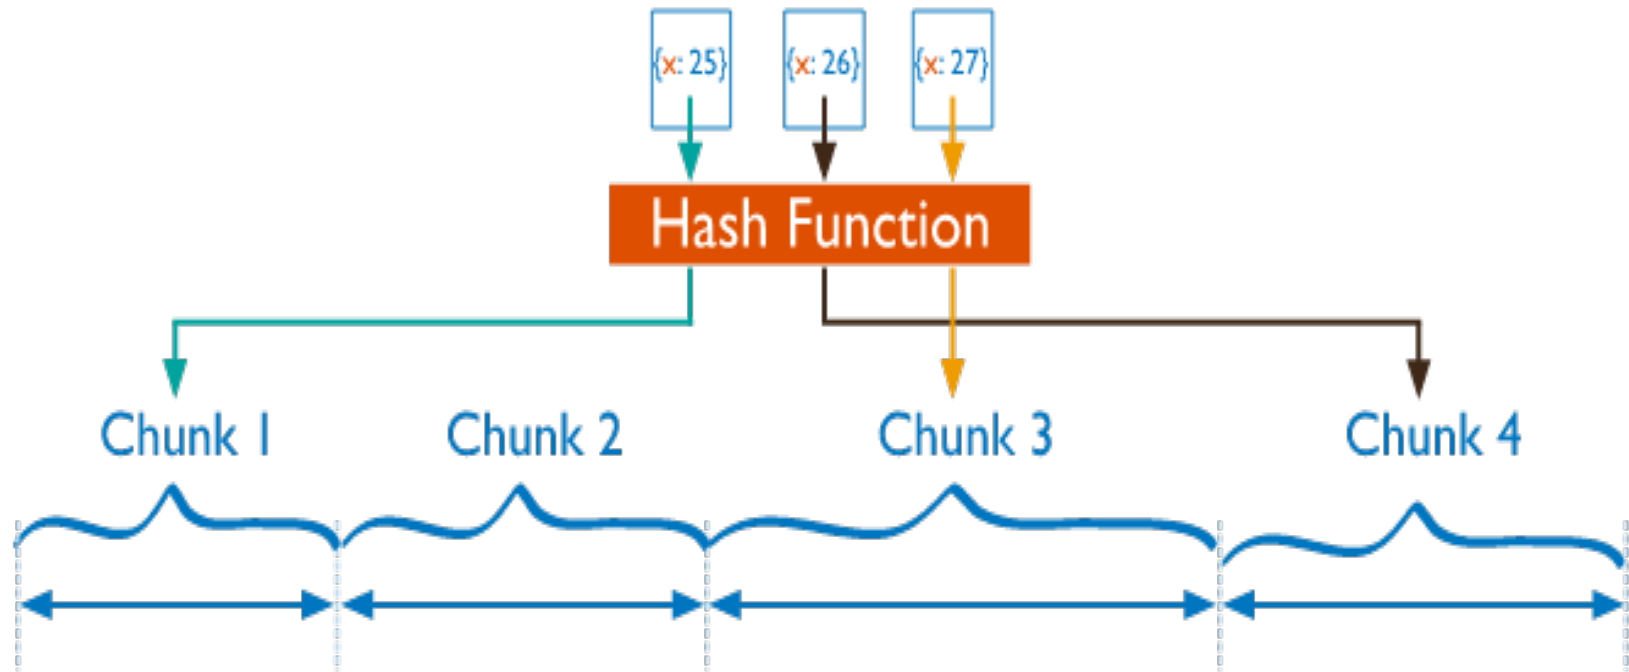 {x: 25} {x: 26} {x: 27}
Hash Function
Chunk 1 Chunk 2 Chunk 3 Chunk 4